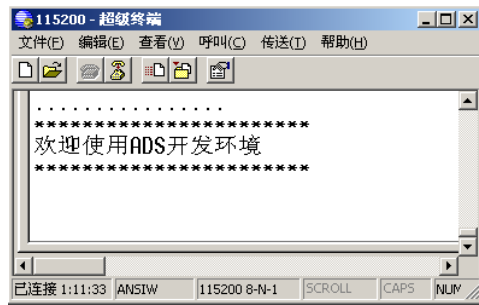 115200 - 超级终端
文件(F) 编辑(E) 查看(V) 呼叫(C) 传送(T) 帮助(H)
................
***********************
欢迎使用ADS开发环境
***********************
已连接 1:11:33 ANSIW 115200 8-N-1 SCROLL CAPS NUM